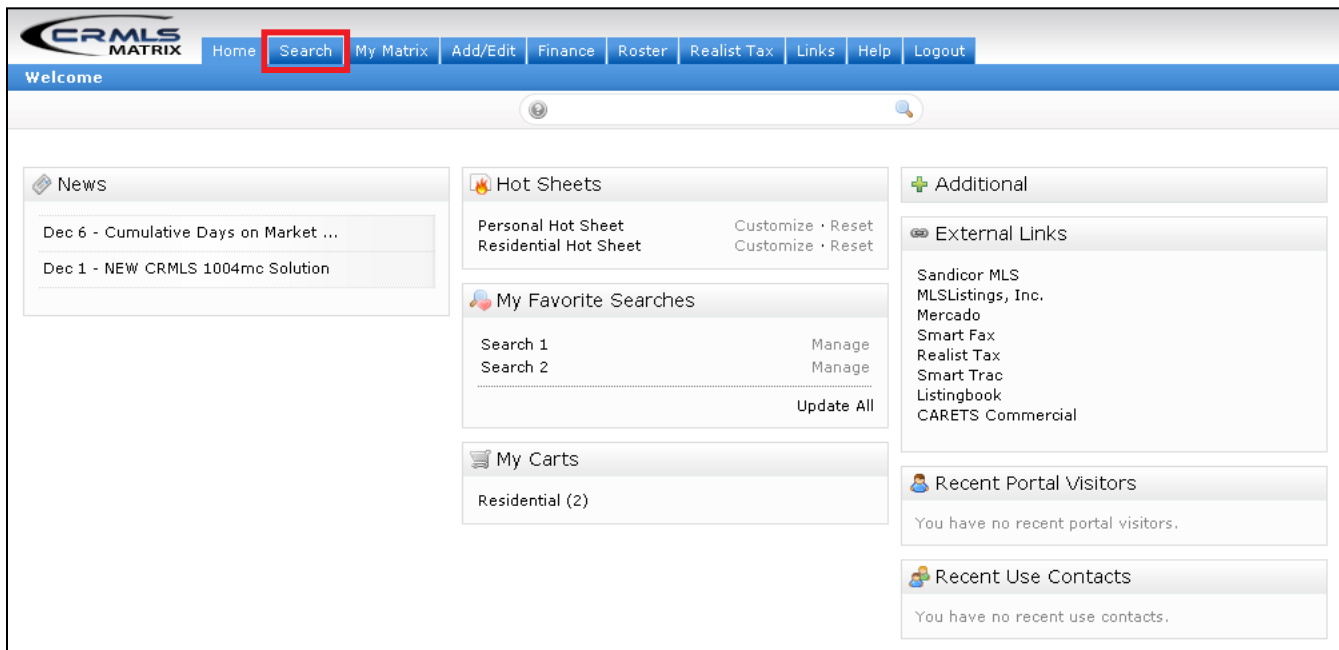 CRMLS
MATRIX
Home Search My Matrix Add/Edit Finance Roster Realist Tax Links Help Logout
Welcome
News
Dec 6 - Cumulative Days on Market ...
Dec 1 - NEW CRMLS 1004mc Solution
Hot Sheets
Personal Hot Sheet Customize · Reset
Residential Hot Sheet Customize · Reset
My Favorite Searches
Search 1 Manage
Search 2 Manage
Update All
My Carts
Residential (2)
Additional
External Links
Sandicor MLS
MLSListings, Inc.
Mercado
Smart Fax
Realist Tax
Smart Trac
Listingbook
CARETS Commercial
Recent Portal Visitors
You have no recent portal visitors.
Recent Use Contacts
You have no recent use contacts.